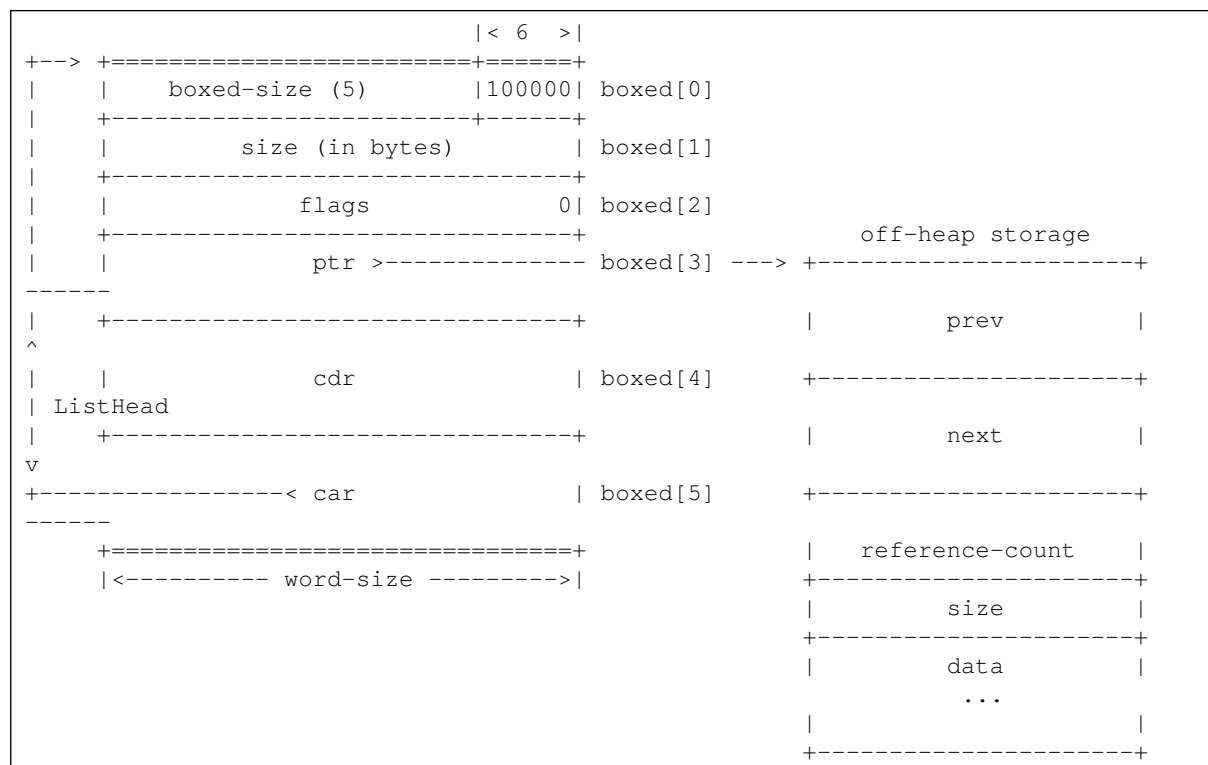 |< 6  >|
+--> +=========================+======+
|    |    boxed-size (5)       |100000| boxed[0]
|    +-------------------------+------+
|    |         size (in bytes)        | boxed[1]
|    +--------------------------------+
|    |             flags             0| boxed[2]
|    +--------------------------------+                   off-heap storage
|    |              ptr >-------------- boxed[3] ---> +----------------------+
------
|    +--------------------------------+               |         prev         |
^
|    |              cdr               | boxed[4]      +----------------------+
| ListHead
|    +--------------------------------+               |         next         |
v
+-----------------< car               | boxed[5]      +----------------------+
------
     +================================+               |   reference-count    |
     |<---------- word-size --------->|               +----------------------+
                                                      |         size         |
                                                      +----------------------+
                                                      |         data         |
                                                                 ...
                                                      |                      |
                                                      +----------------------+